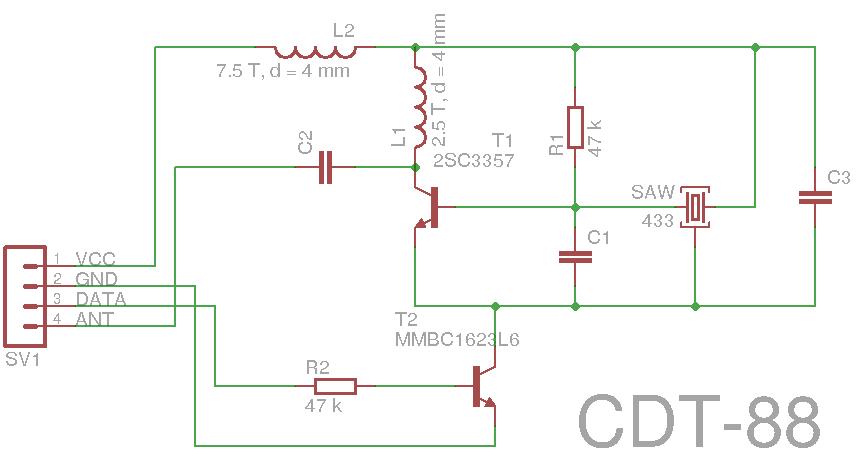 L2
7.5 T, d = 4 mm
L1
2.5 T, d = 4 mm
C2
T1
2SC3357
R1
47 k
SAW
433
C3
C1
1 VCC
2 GND
3 DATA
4 ANT
SV1
T2
MMBC1623L6
R2
47 k
CDT-88